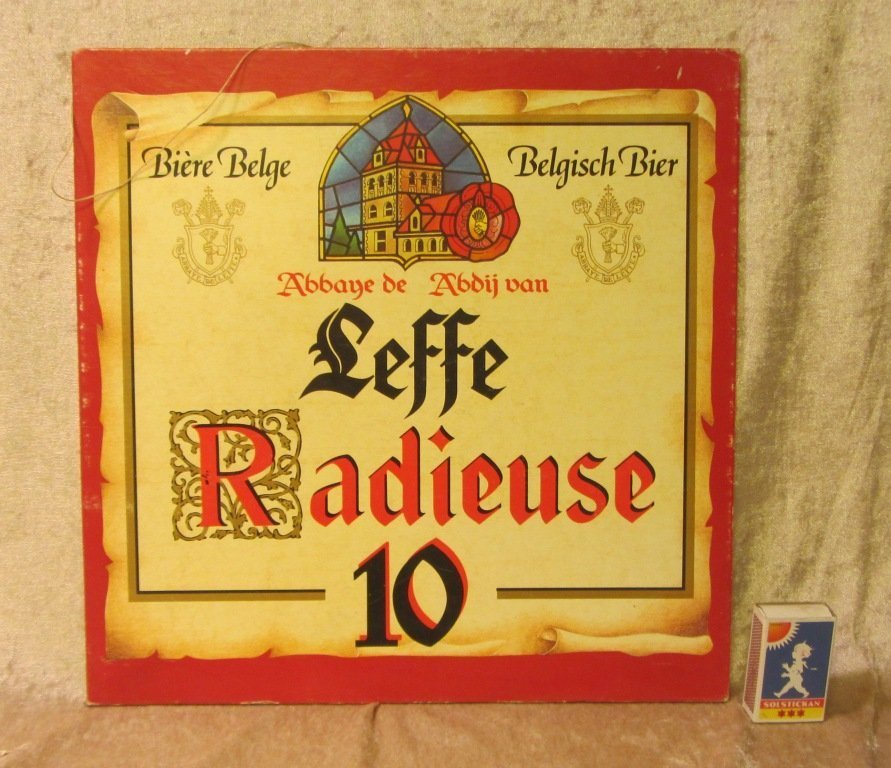 Bière Belge
Belgisch Bier
Abbaye de Abdij van
Leffe
Radieuse
10
SOLSTICKAN
***